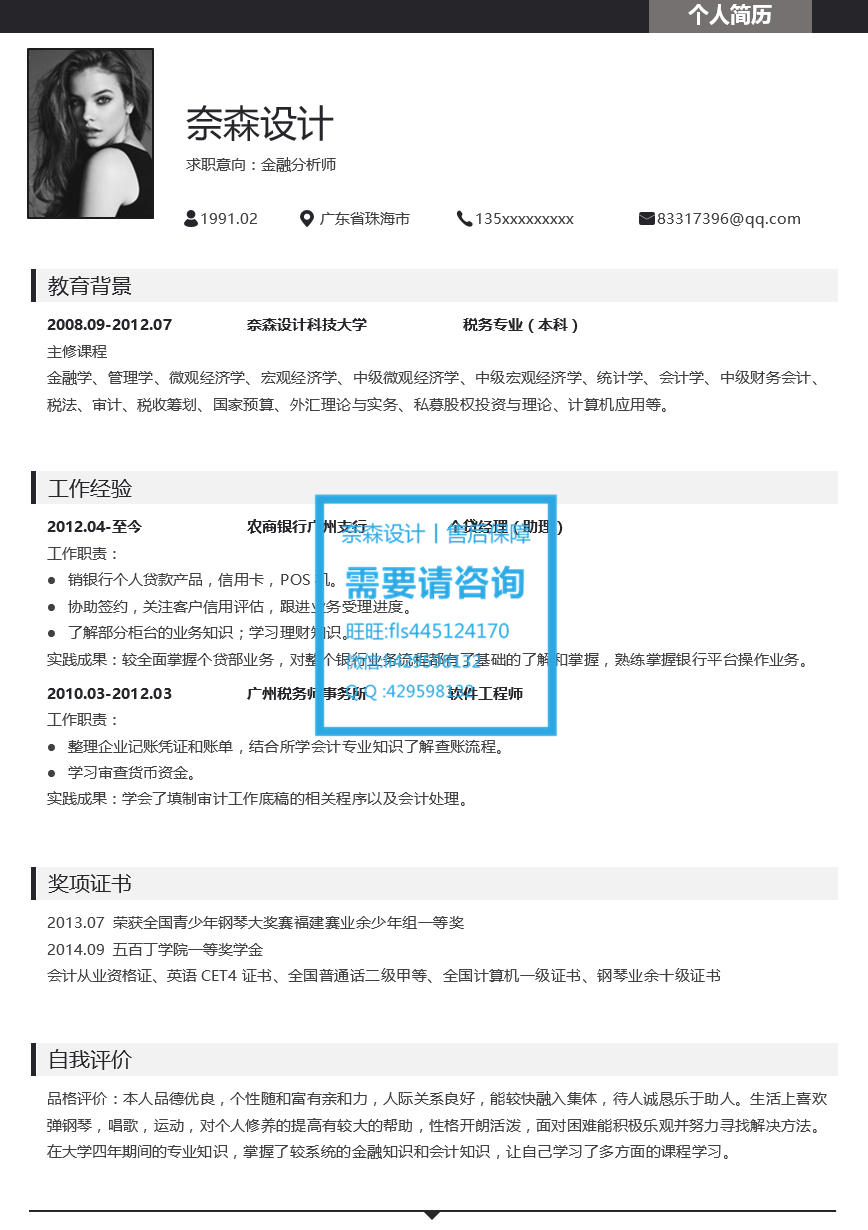 个人简历
奈森设计
求职意向：金融分析师
1991.02 广东省珠海市 135xxxxxxxxx 83317396@qq.com
教育背景
2008.09-2012.07 奈森设计科技大学 税务专业（本科）
主修课程
金融学、管理学、微观经济学、宏观经济学、中级微观经济学、中级宏观经济学、统计学、会计学、中级财务会计、
税法、审计、税收筹划、国家预算、外汇理论与实务、私募股权投资与理论、计算机应用等。
工作经验
2012.04-至今 农商银行广州支行 个贷经理（助理）
工作职责：
● 销银行个人贷款产品，信用卡，POS 机。
● 协助签约，关注客户信用评估，跟进业务受理进度。
● 了解部分柜台的业务知识；学习理财知识。
实践成果：较全面掌握个贷部业务，对整个银行业务流程都有了基础的了解和掌握，熟练掌握银行平台操作业务。
2010.03-2012.03 广州税务师事务所 软件工程师
工作职责：
● 整理企业记账凭证和账单，结合所学会计专业知识了解查账流程。
● 学习审查货币资金。
实践成果：学会了填制审计工作底稿的相关程序以及会计处理。
奈森设计丨售后保障
需要请咨询
旺旺:fls445124170
QQ:429598132
奖项证书
2013.07 荣获全国青少年钢琴大奖赛福建赛业余少年组一等奖
2014.09 五百丁学院一等奖学金
会计从业资格证、英语 CET4 证书、全国普通话二级甲等、全国计算机一级证书、钢琴业余十级证书
自我评价
品格评价：本人品德优良，个性随和富有亲和力，人际关系良好，能较快融入集体，待人诚恳乐于助人。生活上喜欢
弹钢琴，唱歌，运动，对个人修养的提高有较大的帮助，性格开朗活泼，面对困难能积极乐观并努力寻找解决方法。
在大学四年期间的专业知识，掌握了较系统的金融知识和会计知识，让自己学习了多方面的课程学习。